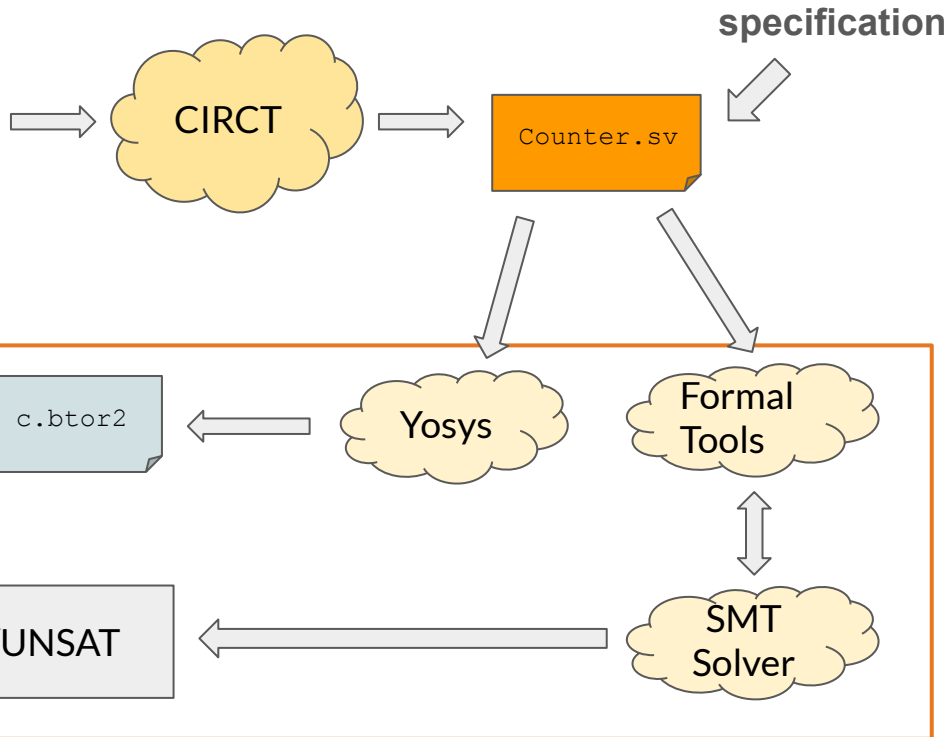 specification
CIRCT
Counter.sv
c.btor2
Yosys
Formal
Tools
UNSAT
SMT
Solver